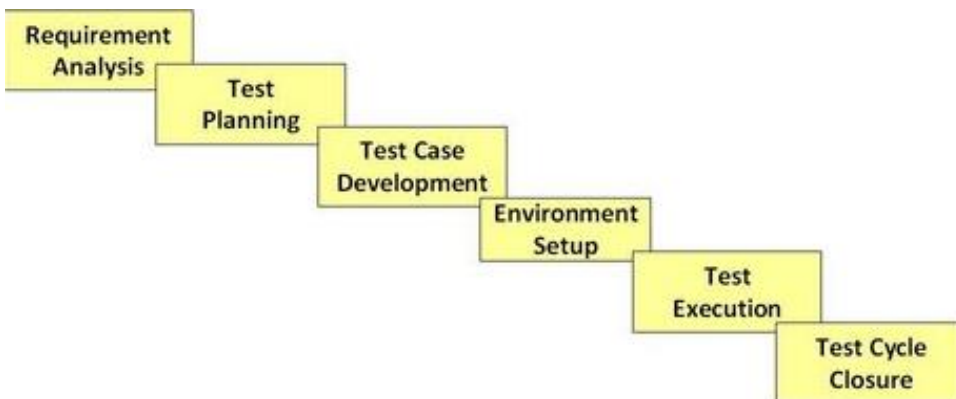 Requirement
Analysis
Test
Planning
Test Case
Development
Environment
Setup
Test
Execution
Test Cycle
Closure